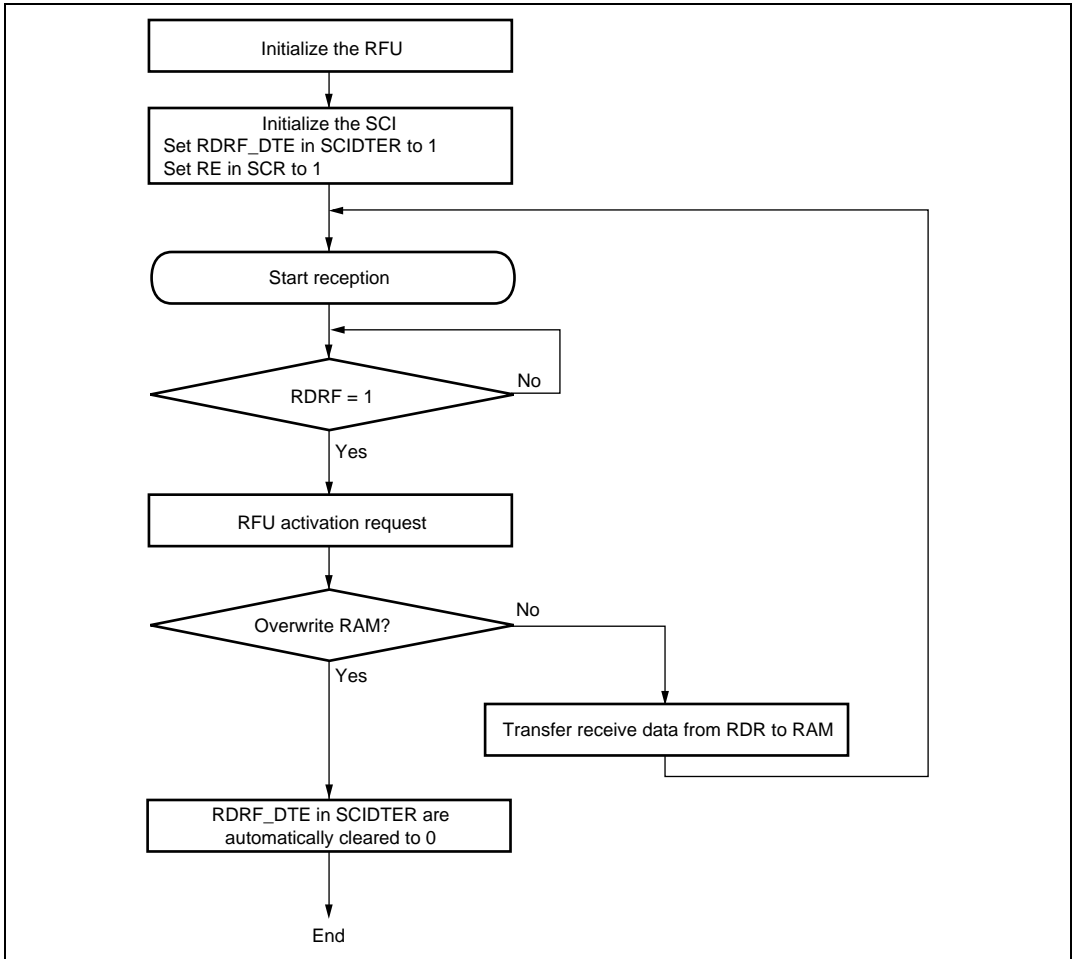 Initialize the RFU
Initialize the SCI
Set RDRF_DTE in SCIDTER to 1
Set RE in SCR to 1
Start reception
RDRF = 1
No
Yes
RFU activation request
Overwrite RAM?
No
Yes
Transfer receive data from RDR to RAM
RDRF_DTE in SCIDTER are
automatically cleared to 0
End